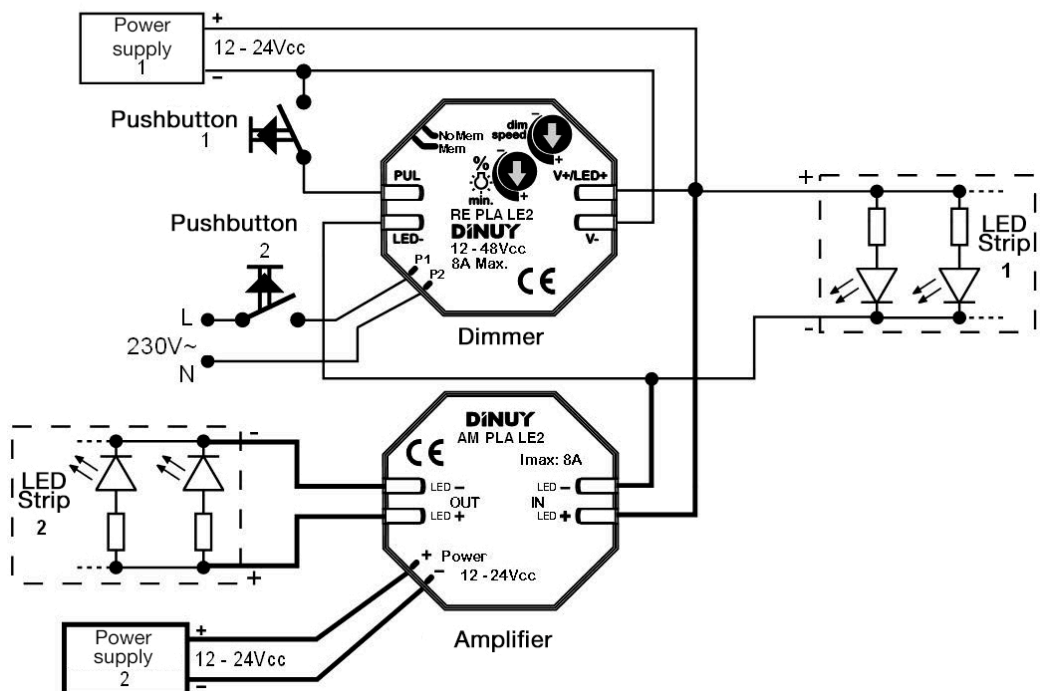 Power
supply
1
+
12 - 24Vcc
–
Pushbutton
1
No Mem
Mem
dim
speed
–
+
%
min.
–
+
PUL
LED-
V+/LED+
V-
RE PLA LE2
DiNUY
12 - 48Vcc
8A Max.
P1
P2
CE
Dimmer
Pushbutton
2
L
230V~
N
+
-
LED
Strip
1
DiNUY
AM PLA LE2
CE
Imax: 8A
LED –
OUT
LED +
LED –
IN
LED +
+ Power
– 12 - 24Vcc
Amplifier
-
+
LED
Strip
2
Power
supply
2
+
12 - 24Vcc
–